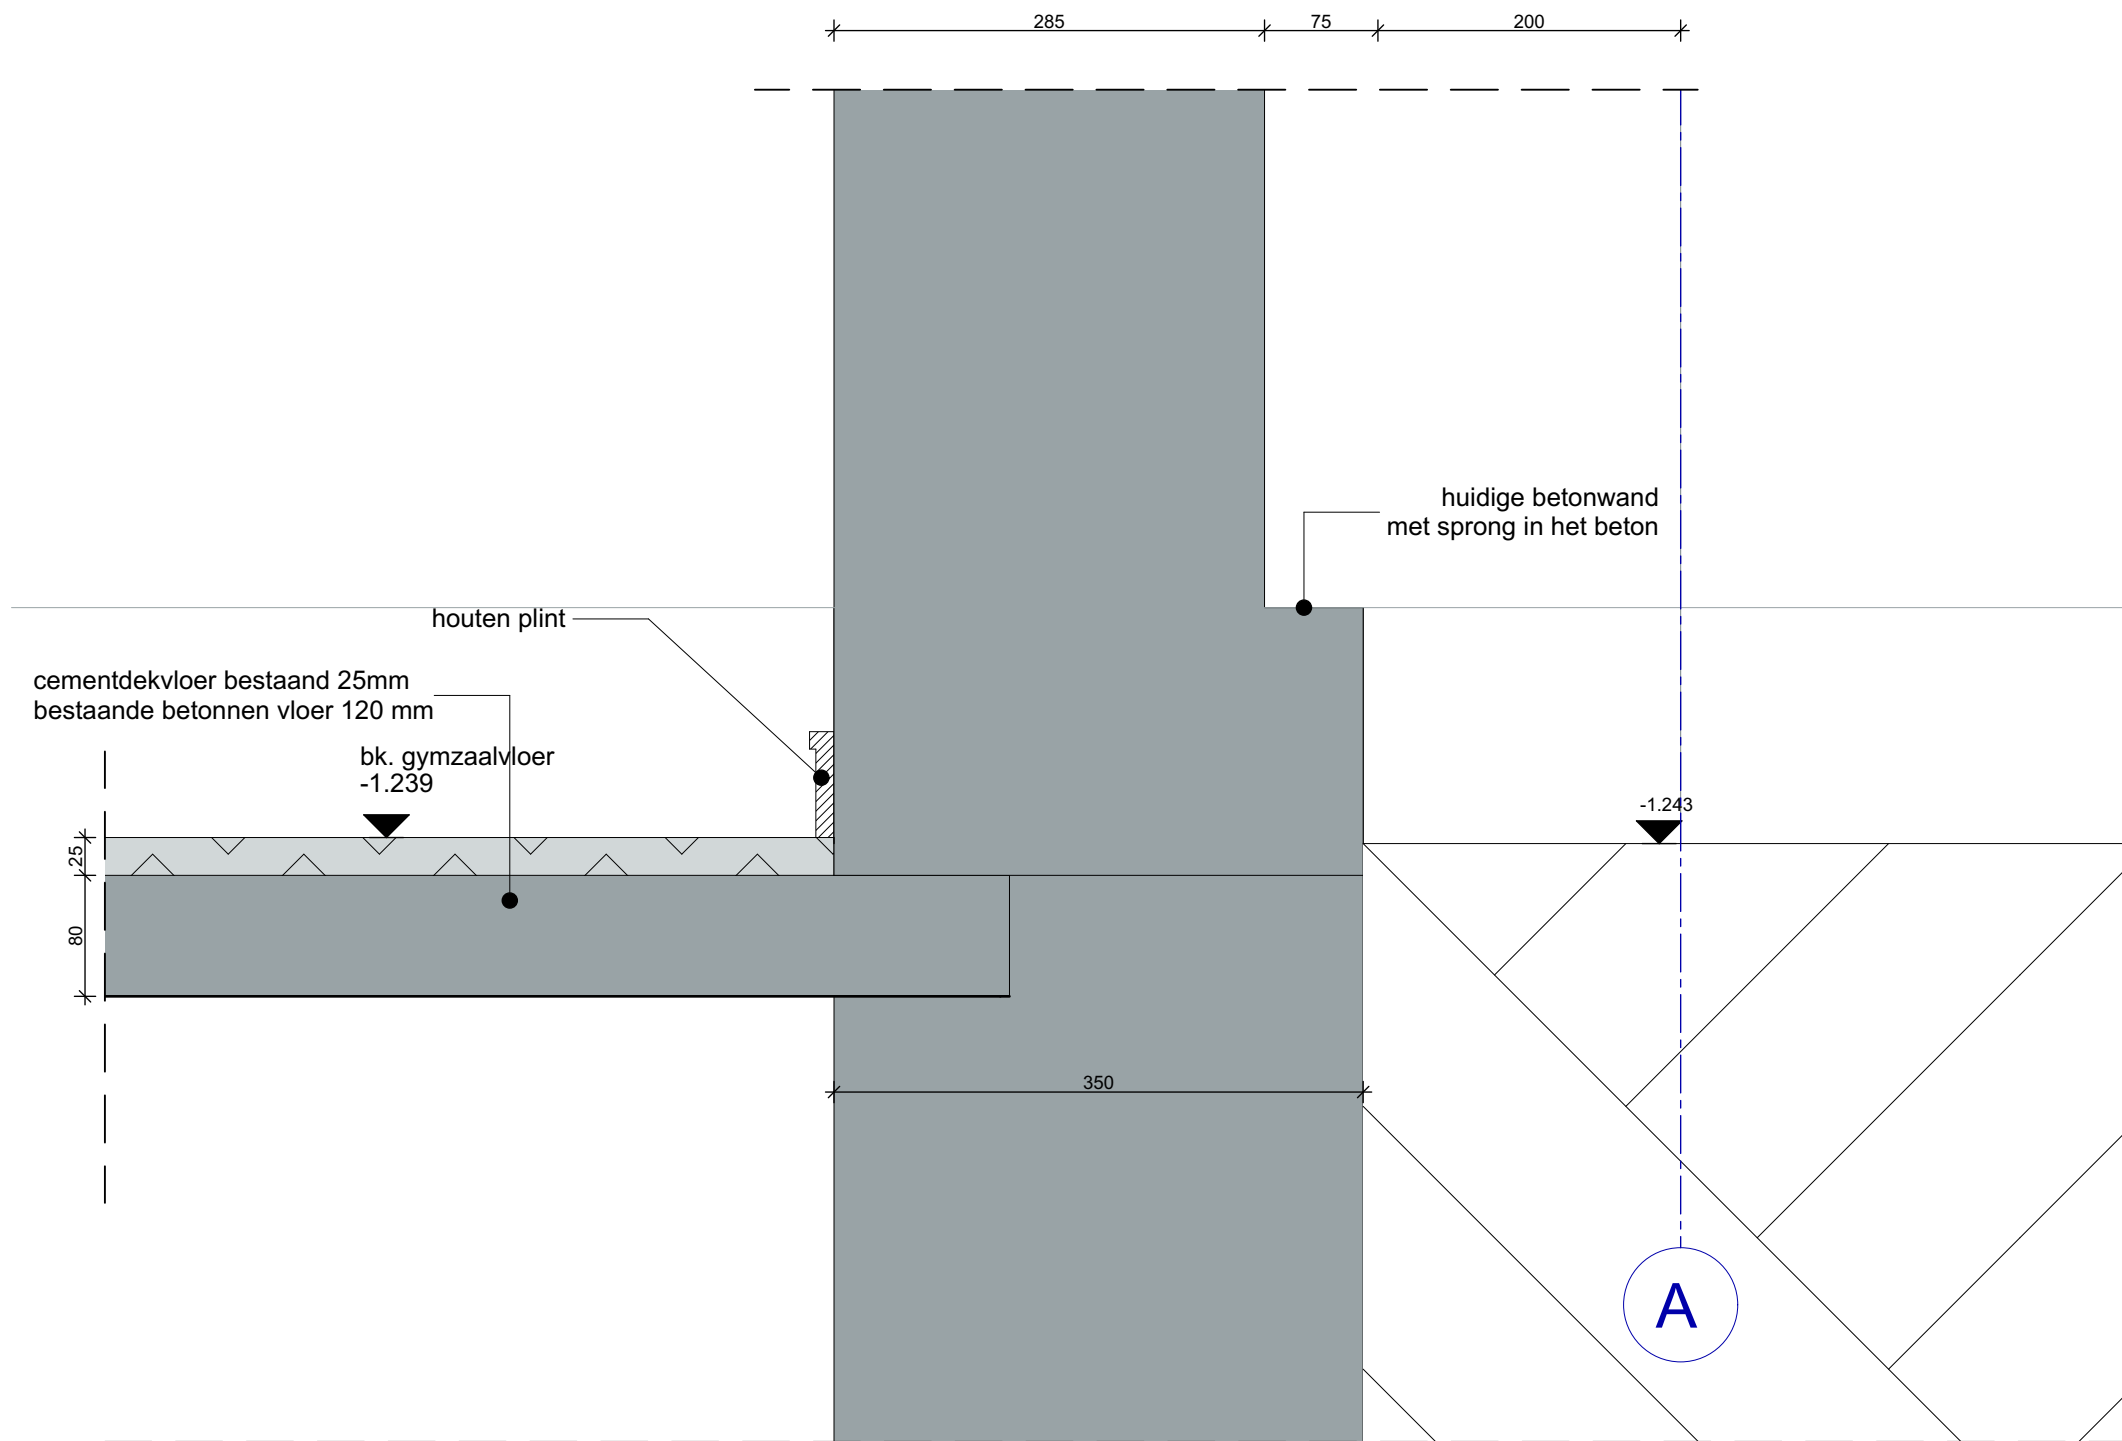 285
75
200
huidige betonwand
met sprong in het beton
houten plint
cementdekvloer bestaand 25mm
bestaande betonnen vloer 120 mm
bk. gymzaalvloer
-1.239
-1.243
25
80
350
A